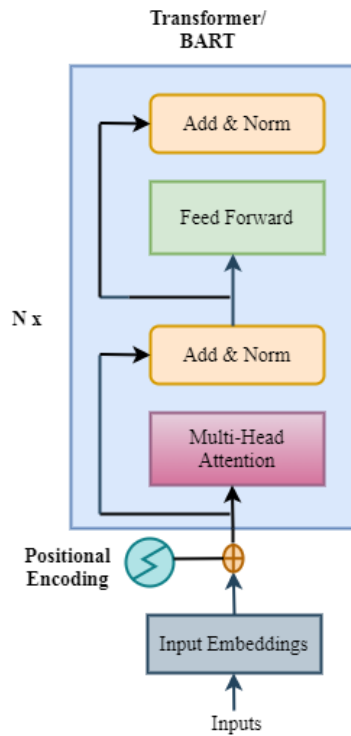 Transformer/
BART
Add & Norm
Feed Forward
N x
Add & Norm
Multi-Head
Attention
Positional
Encoding
Input Embeddings
Inputs